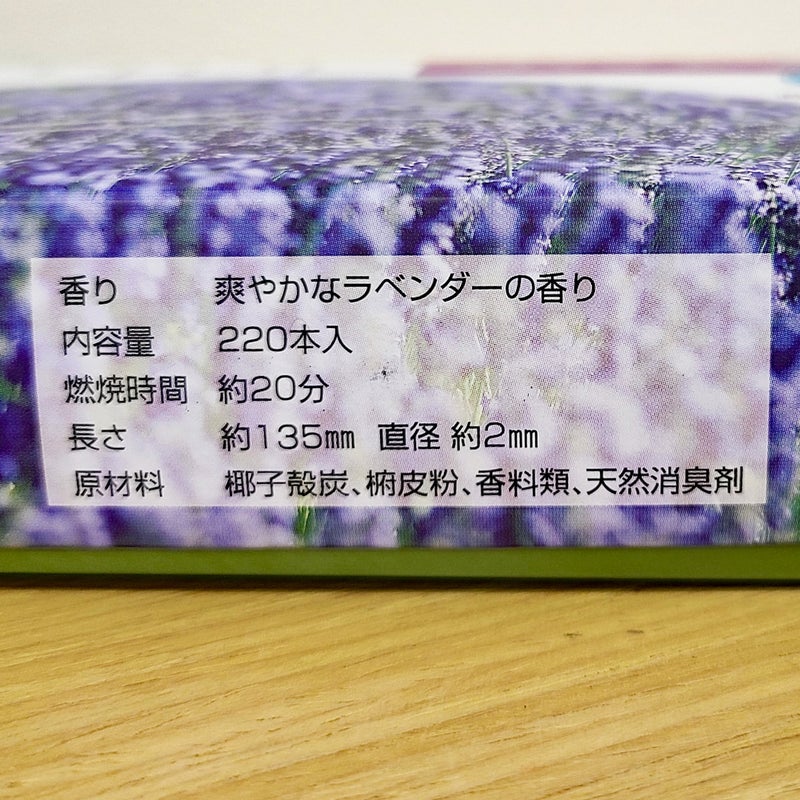 香り 爽やかなラベンダーの香り
内容量 220本入
燃焼時間 約20分
長さ 約135㎜ 直径 約2㎜
原材料 椰子殻炭、椨皮粉、香料類、天然消臭剤